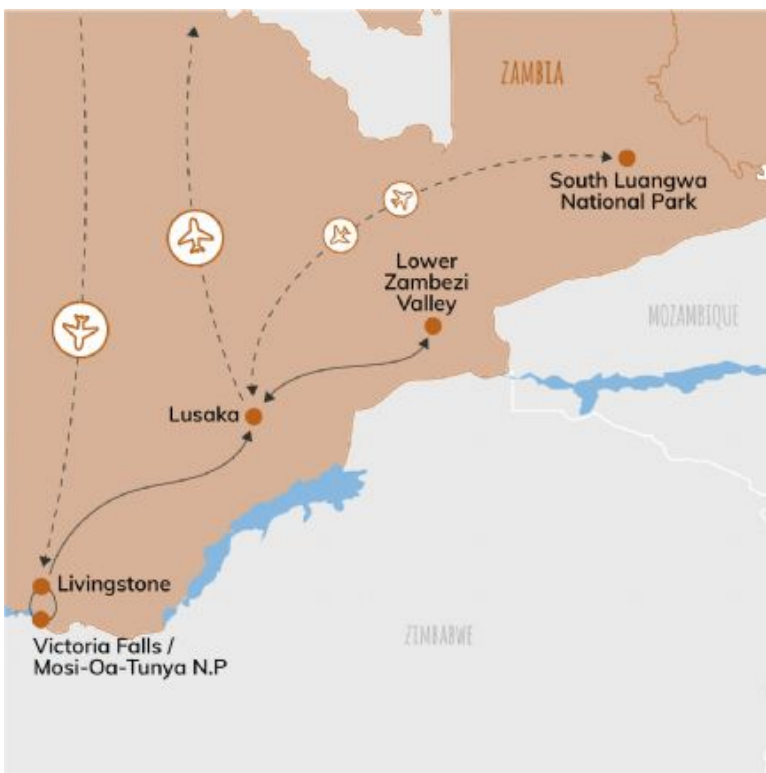 ZAMBIA
South Luangwa
National Park
Lower
Zambezi
Valley
MOZAMBIQUE
Lusaka
Livingstone
ZIMBABWE
Victoria Falls /
Mosi-Oa-Tunya N.P